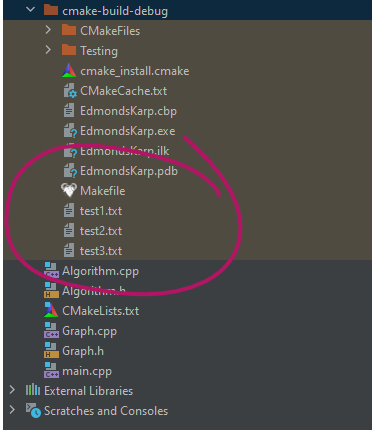 cmake-build-debug
CMakeFiles
Testing
cmake_install.cmake
CMakeCache.txt
EdmondsKarp.cbp
EdmondsKarp.exe
EdmondsKarp.ilk
EdmondsKarp.pdb
Makefile
test1.txt
test2.txt
test3.txt
Algorithm.cpp
Algorithm.h
CMakeLists.txt
Graph.cpp
Graph.h
main.cpp
External Libraries
Scratches and Consoles